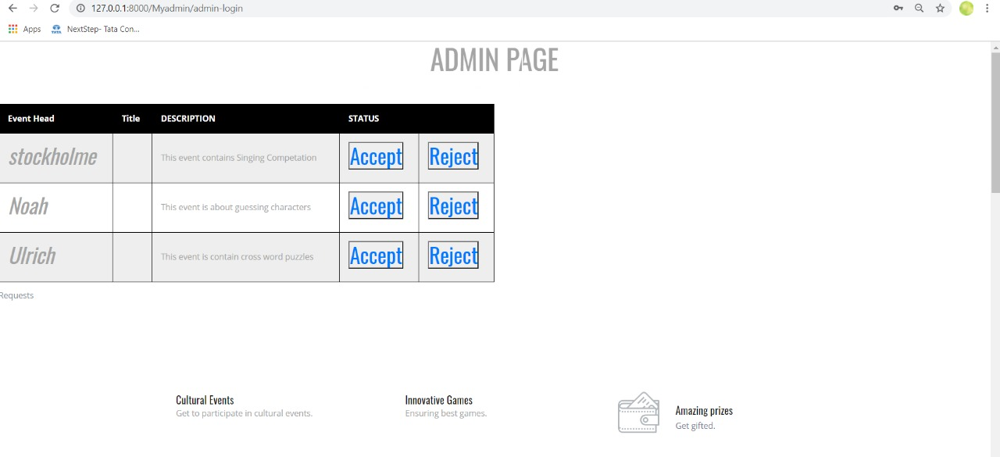 127.0.0.1:8000/Myadmin/admin-login
Apps NextStep- Tata Con...
ADMIN PAGE
Event Head Title DESCRIPTION STATUS
stockholme This event contains Singing Competation Accept Reject
Noah This event is about guessing characters Accept Reject
Ulrich This event is contain cross word puzzles Accept Reject
Requests
Cultural Events Innovative Games Amazing prizes
Get to participate in cultural events. Ensuring best games. Get gifted.